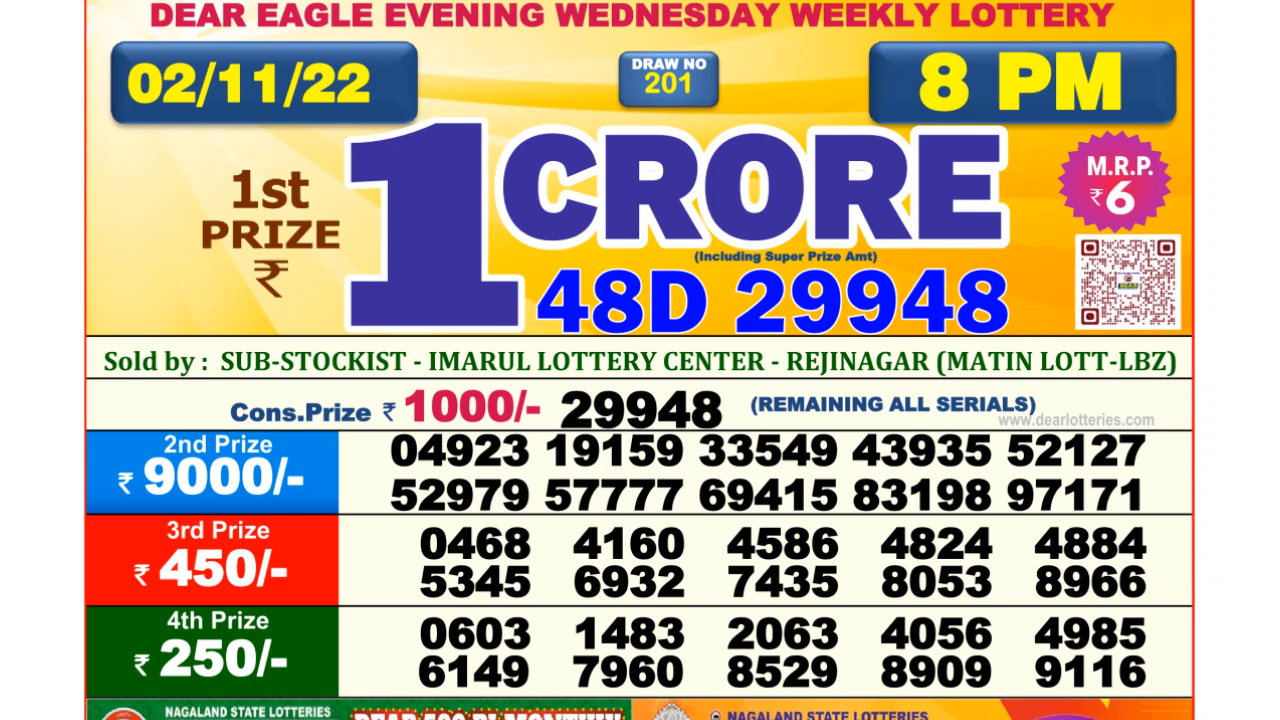 DEAR EAGLE EVENING WEDNESDAY WEEKLY LOTTERY
02/11/22
DRAW NO
201
8 PM
1st
PRIZE
₹
1 CRORE
(Including Super Prize Amt)
M.R.P.
₹6
48D 29948
Sold by : SUB-STOCKIST - IMARUL LOTTERY CENTER - REJINAGAR (MATIN LOTT-LBZ)
Cons.Prize ₹ 1000/- 29948 (REMAINING ALL SERIALS)
www.dearlotteries.com
2nd Prize
₹ 9000/-
04923 19159 33549 43935 52127
52979 57777 69415 83198 97171
3rd Prize
₹ 450/-
0468 4160 4586 4824 4884
5345 6932 7435 8053 8966
4th Prize
₹ 250/-
0603 1483 2063 4056 4985
6149 7960 8529 8909 9116
NAGALAND STATE LOTTERIES
DEAR 500 BI-MONTHLY
NAGALAND STATE LOTTERIES